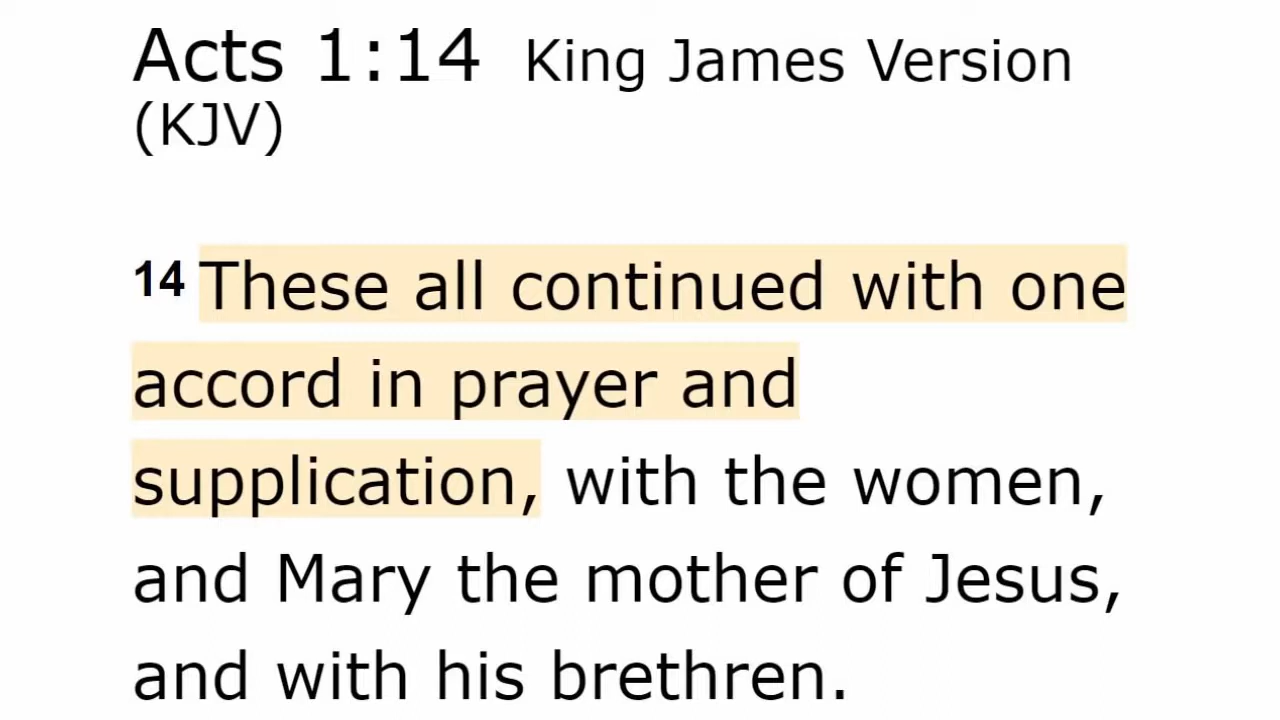 Acts 1:14 King James Version
(KJV)
14 These all continued with one
accord in prayer and
supplication, with the women,
and Mary the mother of Jesus,
and with his brethren.